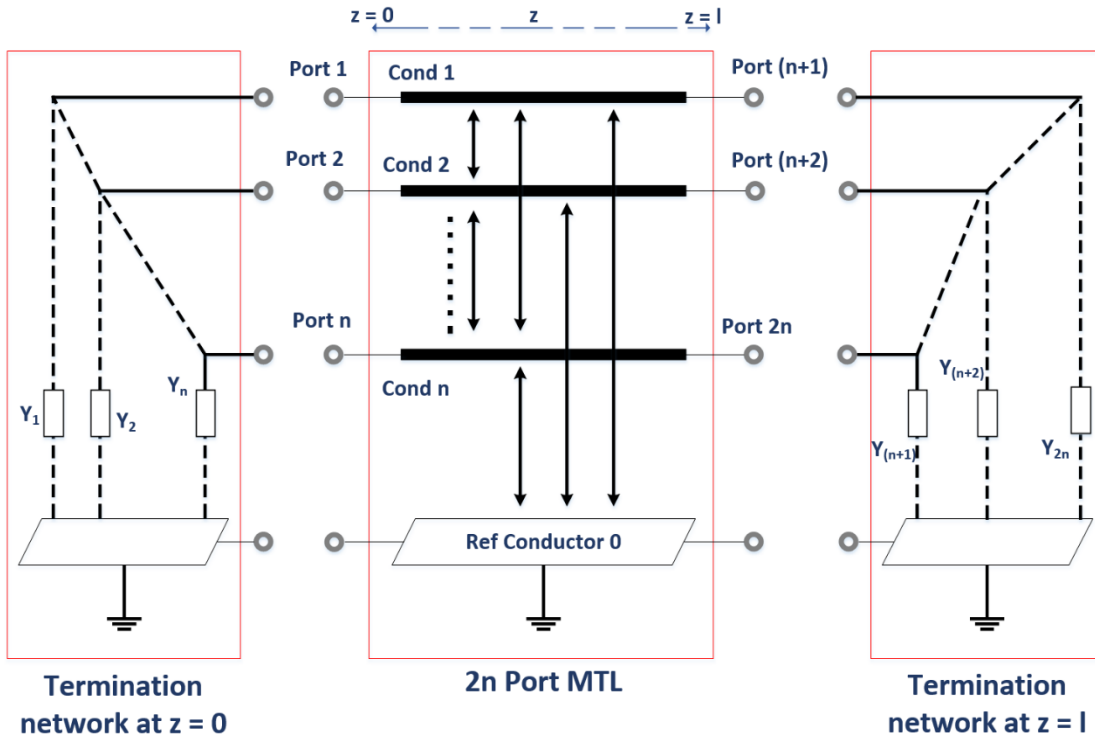 z = 0
z
z = l
Port 1
Cond 1
Port (n+1)
Port 2
Cond 2
Port (n+2)
Port n
Port 2n
Cond n
Y1
Y2
Yn
Y(n+2)
Y(n+1)
Y2n
Ref Conductor 0
Termination
network at z = 0
2n Port MTL
Termination
network at z = l